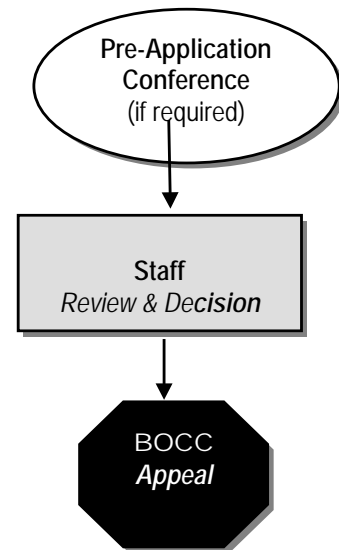 Pre-Application
Conference
(if required)
Staff
Review & Decision
BOCC
Appeal